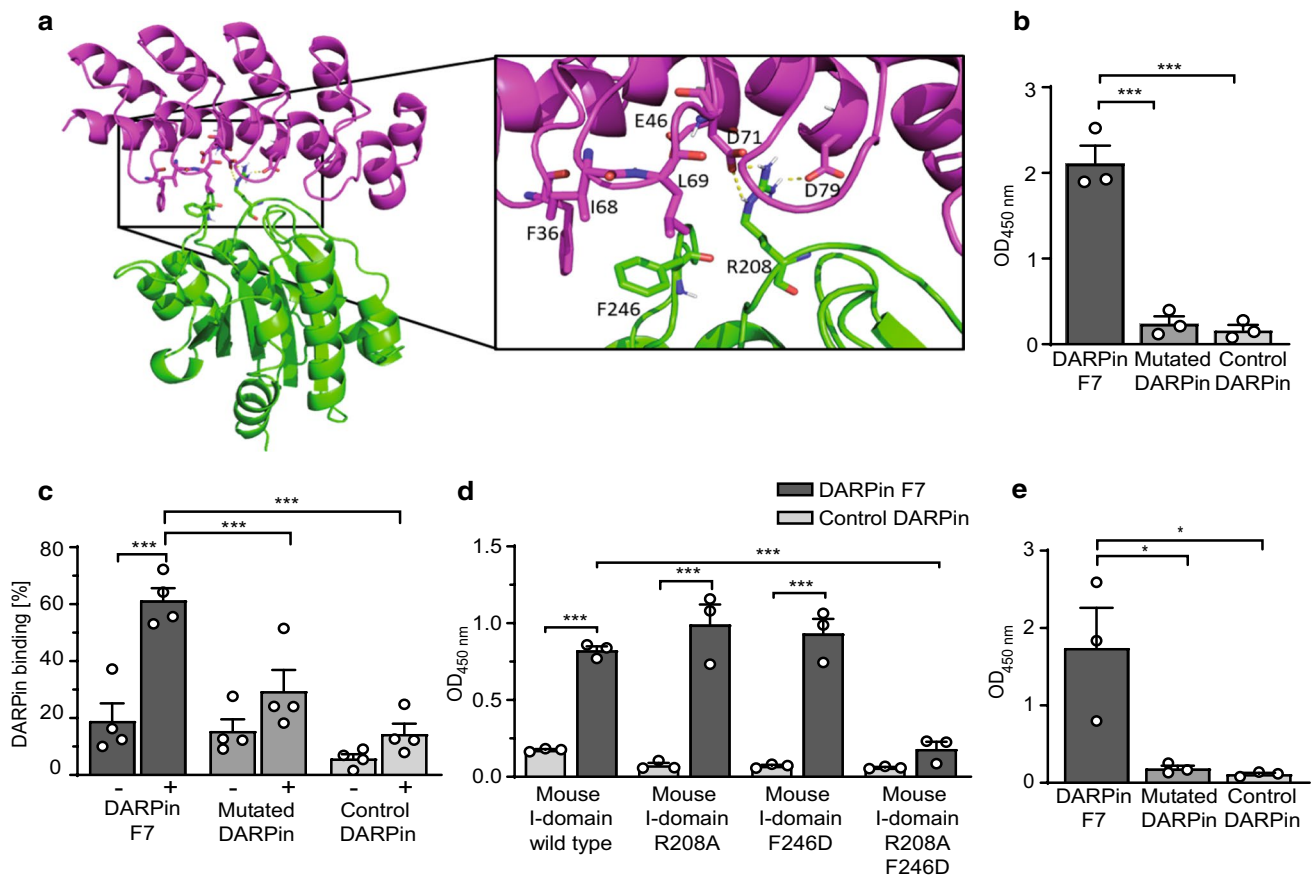 a
E46
D71
L69
D79
I68
F36
R208
F246
b
***
***
3
2
1
0
OD450 nm
DARPin
F7
Mutated
DARPin
Control
DARPin
c
***
***
***
80
60
40
20
0
DARPin binding [%]
- + - + - +
DARPin
F7
Mutated
DARPin
Control
DARPin
d
DARPin F7
Control DARPin
***
***
***
***
1.5
1.0
0.5
0.0
OD450 nm
Mouse
I-domain
wild type
Mouse
I-domain
R208A
Mouse
I-domain
F246D
Mouse
I-domain
R208A
F246D
e
*
*
3
2
1
0
OD450 nm
DARPin
F7
Mutated
DARPin
Control
DARPin